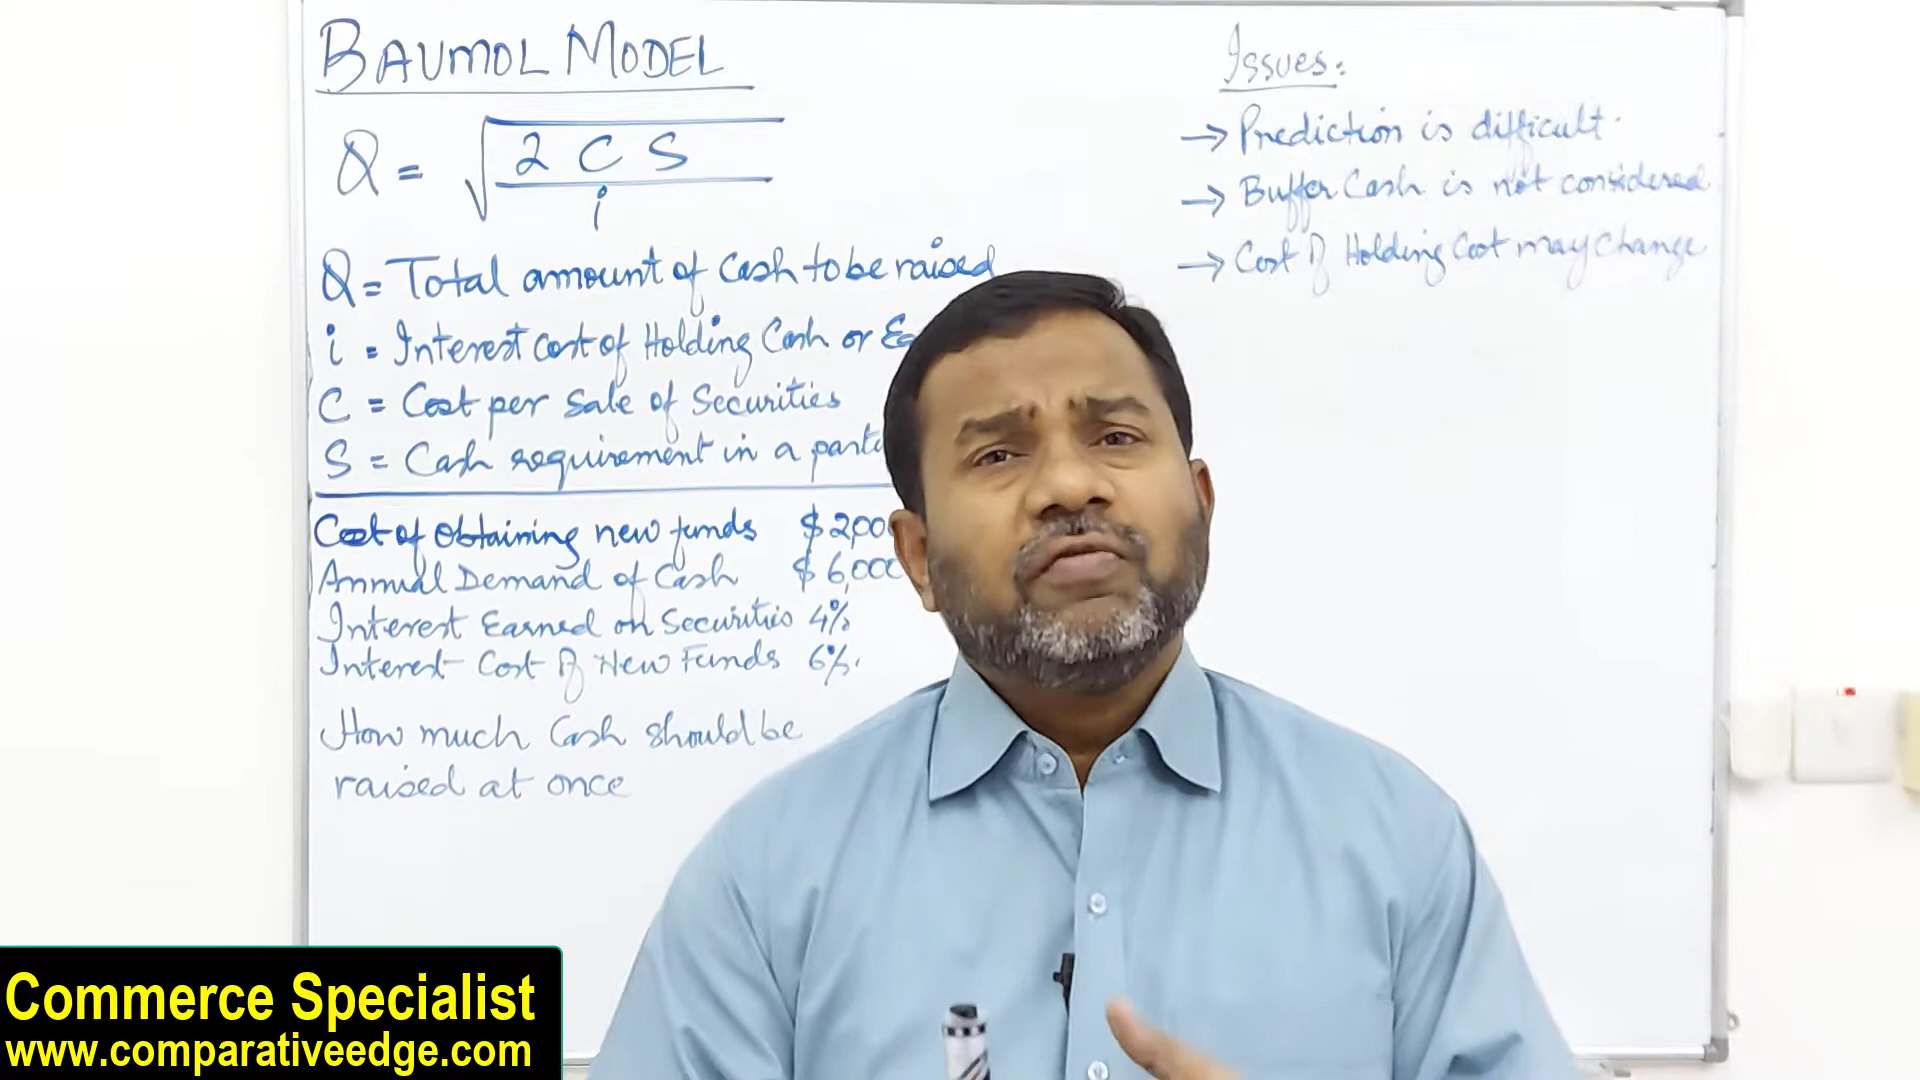 BAUMOL MODEL
Q = √2 C S
i
Q = Total amount of Cash to be raised
i = Interest cost of Holding Cash or
C = Cost per sale of Securities
S = Cash requirement in a
Cost of Obtaining new funds $200
Annual Demand of Cash $6,000
Interest Earned on Securities 4%
Interest Cost of New Funds 6%.
How much Cash should be
raised at once
Issues:
→ Prediction is difficult.
→ Buffer Cash is not considered
→ Cost of Holding Cost may Change
Commerce Specialist
www.comparativeedge.com